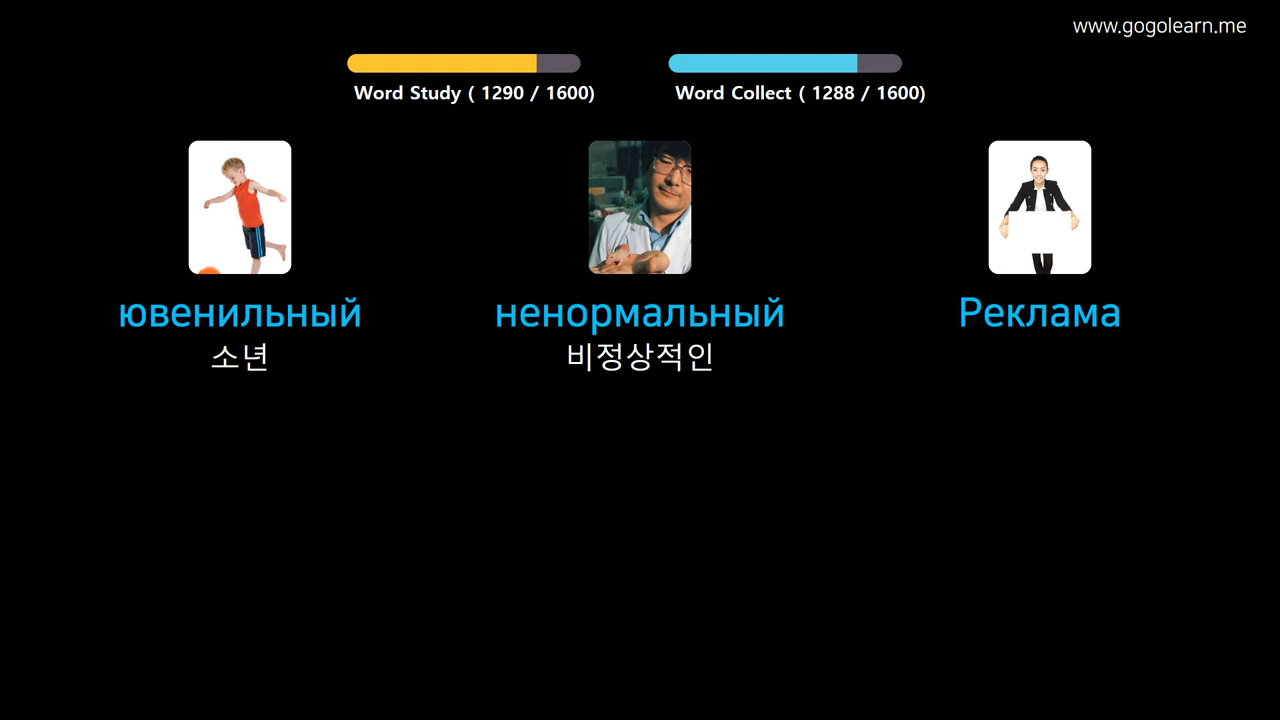 www.gogolearn.me
Word Study ( 1290 / 1600)
Word Collect ( 1288 / 1600)
ювенильный
ненормальный
Реклама
소년
비정상적인